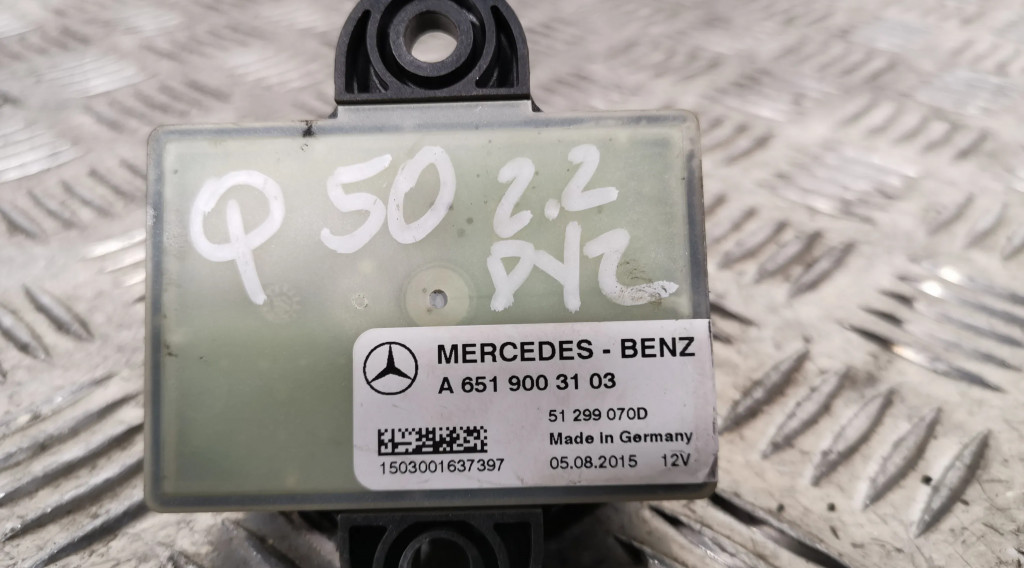 Q 50 2.2
DYZ
MERCEDES - BENZ
A 651 900 31 03
51 299 070D
Made in Germany
1503001637397
05.08.2015 12V